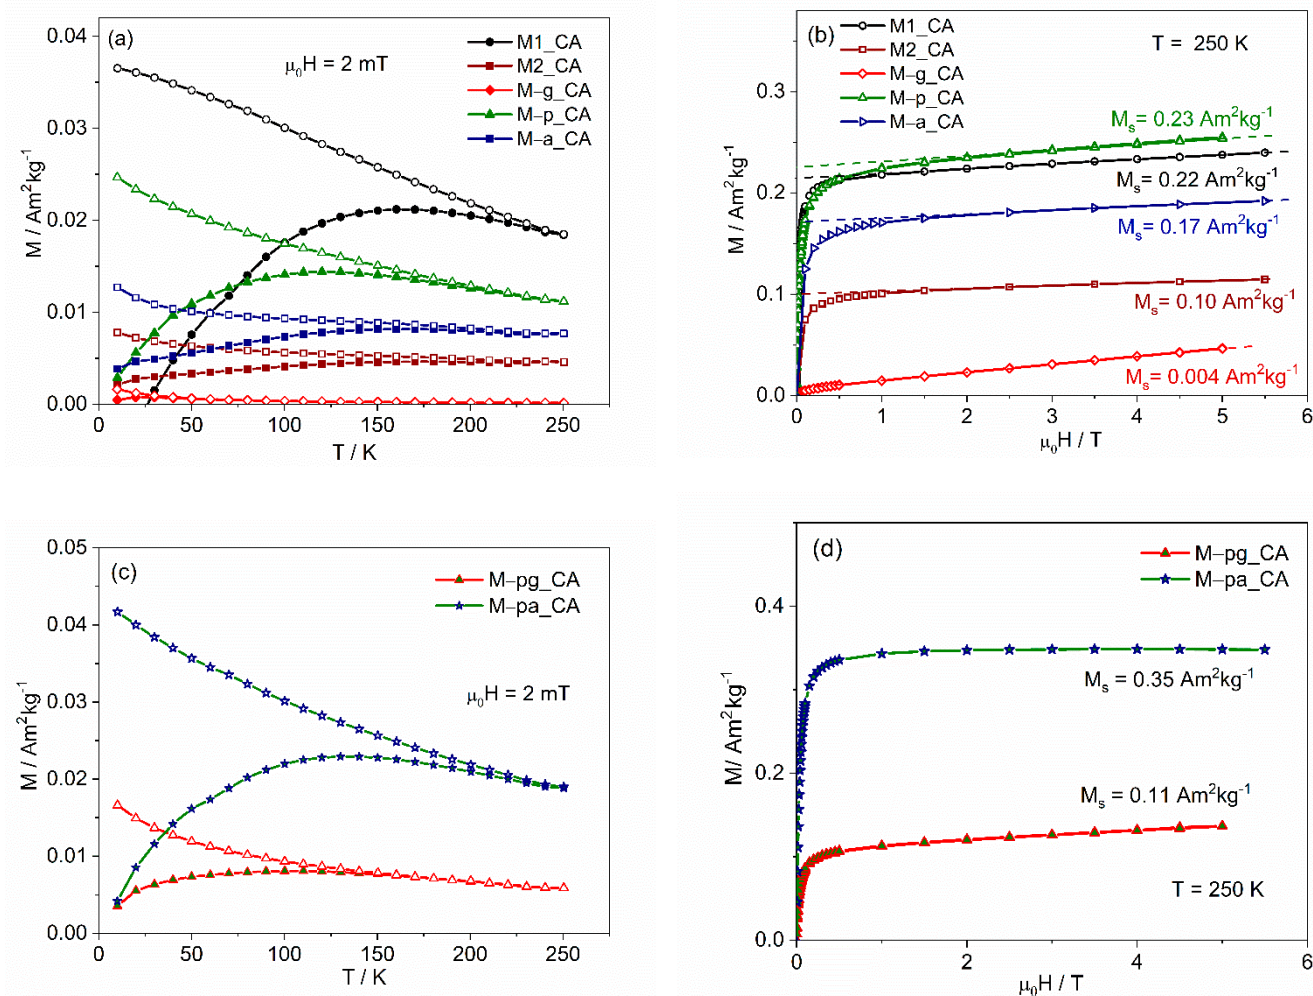 (a)
μ₀H = 2 mT
M1_CA
M2_CA
M–g_CA
M–p_CA
M–a_CA
0.04
0.03
0.02
0.01
0.00
M / Am²kg⁻¹
0 50 100 150 200 250
T / K
(b)
T = 250 K
M1_CA
M2_CA
M–g_CA
M–p_CA
M–a_CA
Mₛ= 0.23 Am²kg⁻¹
Mₛ= 0.22 Am²kg⁻¹
Mₛ= 0.17 Am²kg⁻¹
Mₛ= 0.10 Am²kg⁻¹
Mₛ= 0.004 Am²kg⁻¹
0.3
0.2
0.1
0.0
M / Am²kg⁻¹
0 1 2 3 4 5 6
μ₀H / T
(c)
M–pg_CA
M–pa_CA
μ₀H = 2 mT
0.05
0.04
0.03
0.02
0.01
0.00
M / Am²kg⁻¹
0 50 100 150 200 250
T / K
(d)
M–pg_CA
M–pa_CA
Mₛ = 0.35 Am²kg⁻¹
Mₛ = 0.11 Am²kg⁻¹
T = 250 K
0.4
0.2
0.0
M/ Am²kg⁻¹
0 2 4 6
μ₀H / T